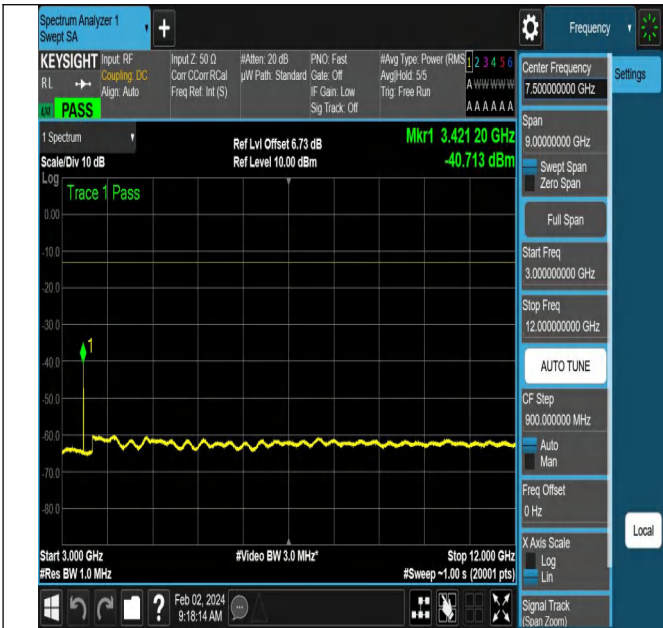 Spectrum Analyzer 1
Swept SA
Frequency
KEYSIGHT
RL
Input: RF
Coupling: DC
Align: Auto
Input Z: 50 Ω
Corr CCorr RCal
Freq Ref: Int (S)
#Atten: 20 dB
µW Path: Standard
PNO: Fast
Gate: Off
IF Gain: Low
Sig Track: Off
#Avg Type: Power (RMS
Avg|Hold: 5/5
Trig: Free Run
1 2 3 4 5 6
A W W W W W
A A A A A A
LXI
PASS
1 Spectrum
Scale/Div 10 dB
Log
Ref Lvl Offset 6.73 dB
Ref Level 10.00 dBm
Mkr1 3.421 20 GHz
-40.713 dBm
Trace 1 Pass
0.00
-10.0
-20.0
-30.0
1
-40.0
-50.0
-60.0
-70.0
-80.0
Start 3.000 GHz
#Res BW 1.0 MHz
#Video BW 3.0 MHz*
Stop 12.000 GHz
#Sweep ~1.00 s (20001 pts)
?
Feb 02, 2024
9:18:14 AM
Center Frequency
7.500000000 GHz
Settings
Span
9.00000000 GHz
Swept Span
Zero Span
Full Span
Start Freq
3.000000000 GHz
Stop Freq
12.000000000 GHz
AUTO TUNE
CF Step
900.000000 MHz
Auto
Man
Freq Offset
0 Hz
X Axis Scale
Log
Lin
Local
Signal Track
(Span Zoom)